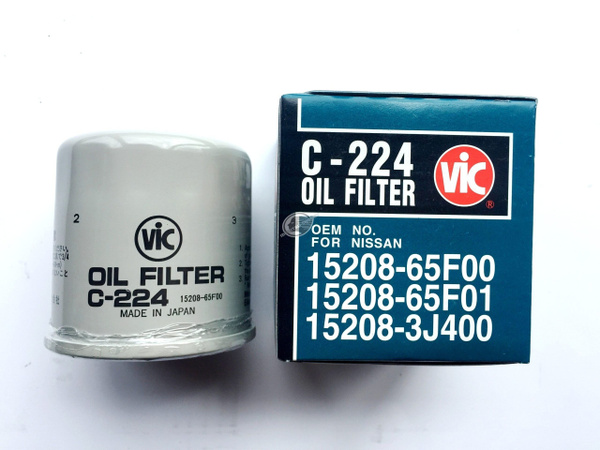 2
3
VIC
OIL FILTER
C-224 15208-65F00
MADE IN JAPAN
C-224
OIL FILTER
VIC
®
OEM NO.
FOR NISSAN
15208-65F00
15208-65F01
15208-3J400